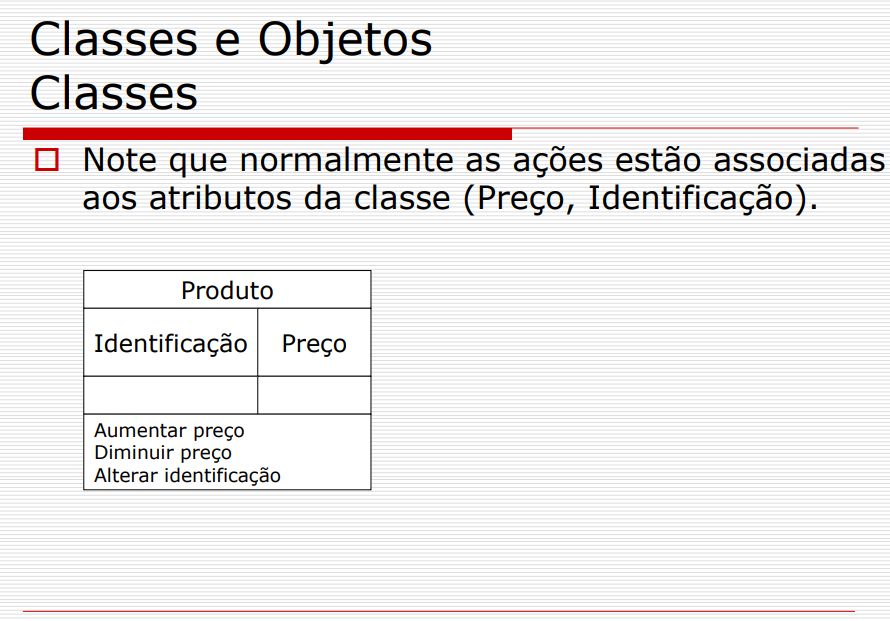 Classes e Objetos
Classes
Note que normalmente as ações estão associadas
aos atributos da classe (Preço, Identificação).
Produto
Identificação Preço
Aumentar preço
Diminuir preço
Alterar identificação